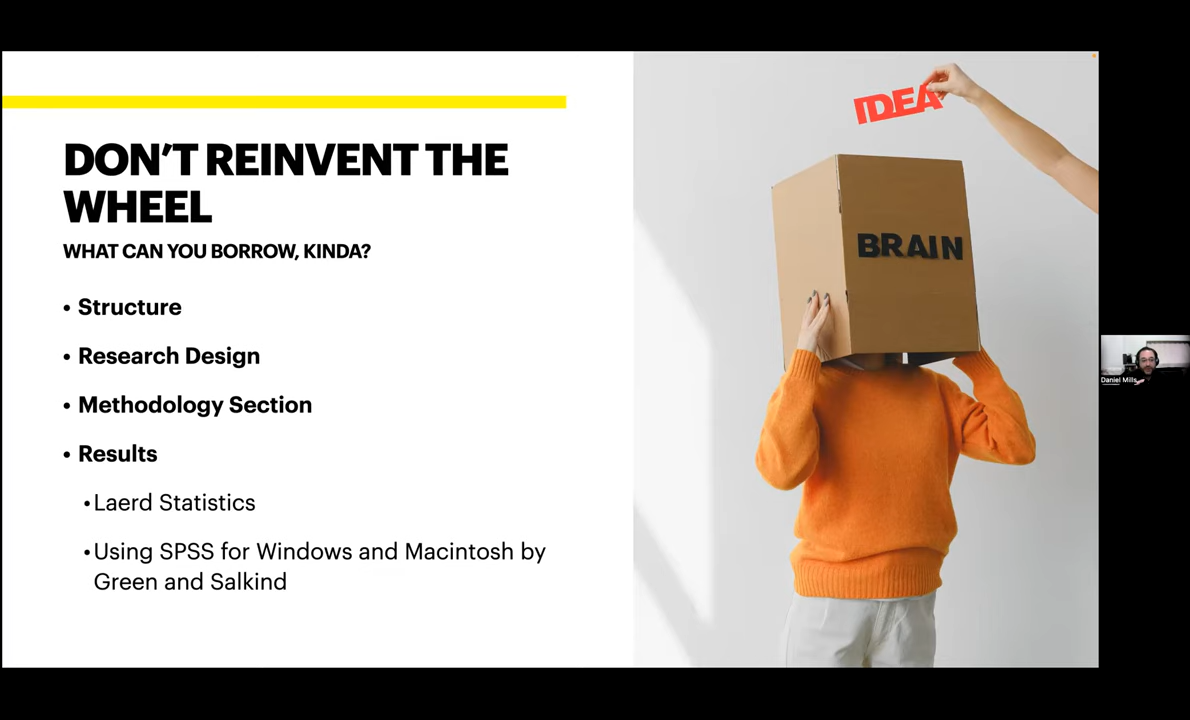 DON'T REINVENT THE
WHEEL
WHAT CAN YOU BORROW, KINDA?
• Structure
• Research Design
• Methodology Section
• Results
• Laerd Statistics
• Using SPSS for Windows and Macintosh by
Green and Salkind
IDEA
BRAIN
Daniel Mills